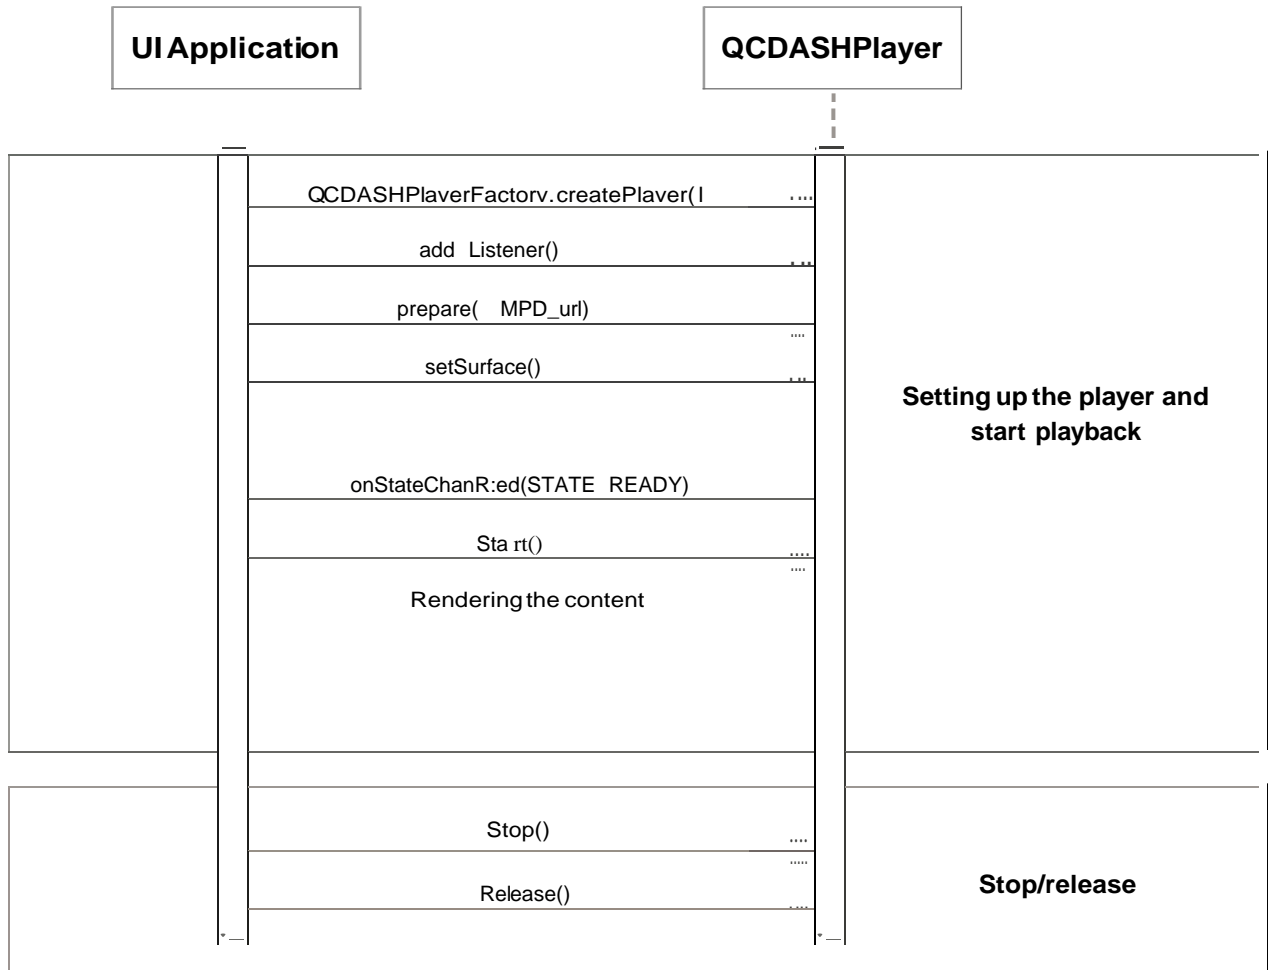 UI Application
QCDASHPlayer
QCDASHPlaverFactorv.createPlaver( I
add Listener()
prepare( MPD_url)
setSurface()
Setting up the player and
start playback
onStateChanR:ed(STATE READY)
Sta rt()
Rendering the content
Stop()
Release()
Stop/release